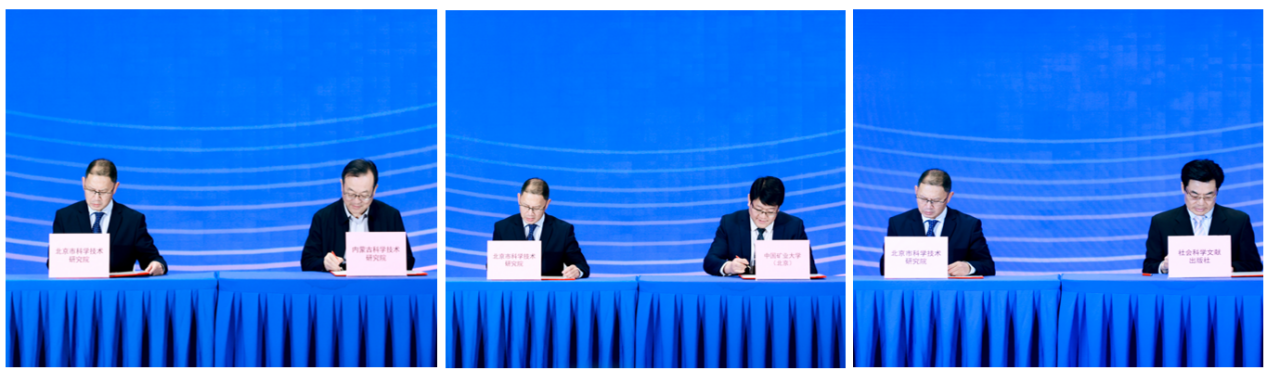 北京市科学技术
研究院
内蒙古科学技术
研究院
北京市科学技术
研究院
中国矿业大学
（北京）
北京市科学技术
研究院
社会科学文献
出版社